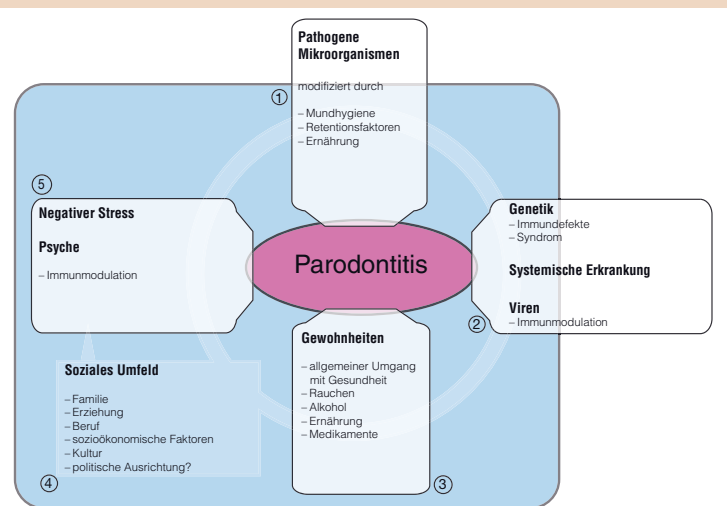 Pathogene
Mikroorganismen
modifiziert durch
– Mundhygiene
– Retentionsfaktoren
– Ernährung
①
⑤
Negativer Stress
Psyche
– Immunmodulation
Parodontitis
Genetik
– Immundefekte
– Syndrom
Systemische Erkrankung
Viren
– Immunmodulation
②
Gewohnheiten
– allgemeiner Umgang
mit Gesundheit
– Rauchen
– Alkohol
– Ernährung
– Medikamente
③
Soziales Umfeld
– Familie
– Erziehung
– Beruf
– sozioökonomische Faktoren
– Kultur
– politische Ausrichtung?
④